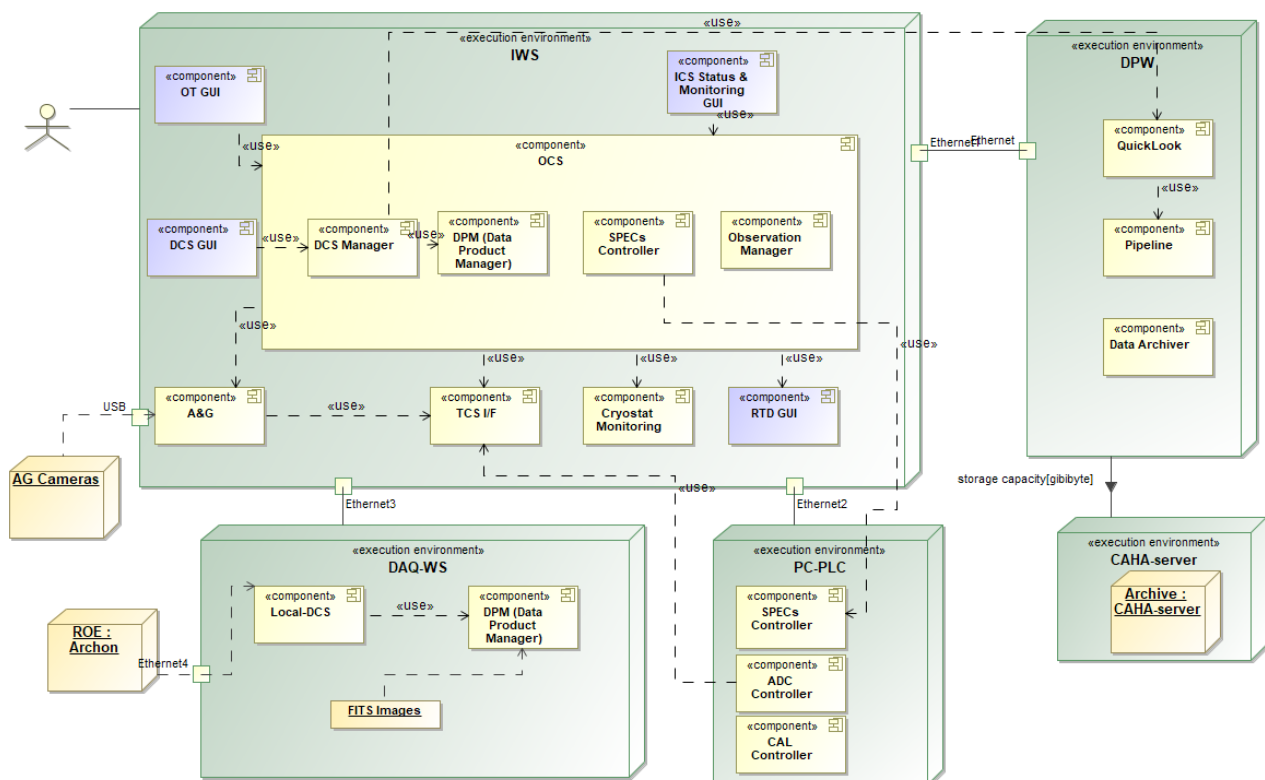 «use»
«execution environment»
IWS
«execution environment»
DPW
«component»
OT GUI
«component»
ICS Status &
Monitoring
GUI
«use»
«use»
«component»
OCS
Ethernet1
Ethernet
«component»
QuickLook
«use»
«component»
DCS GUI
«use»
«component»
DCS Manager
«use»
«component»
DPM (Data
Product
Manager)
«component»
SPECs
Controller
«component»
Observation
Manager
«component»
Pipeline
«use»
«use»
«use»
«use»
«use»
«component»
Data Archiver
USB
«component»
A&G
«use»
«component»
TCS I/F
«component»
Cryostat
Monitoring
«component»
RTD GUI
AG Cameras
storage capacity[gibibyte]
«use»
Ethernet3
Ethernet2
«execution environment»
DAQ-WS
«execution environment»
PC-PLC
«execution environment»
CAHA-server
Archive :
CAHA-server
«component»
Local-DCS
«use»
«component»
DPM (Data
Product
Manager)
«component»
SPECs
Controller
ROE :
Archon
Ethernet4
«component»
ADC
Controller
FITS Images
«component»
CAL
Controller